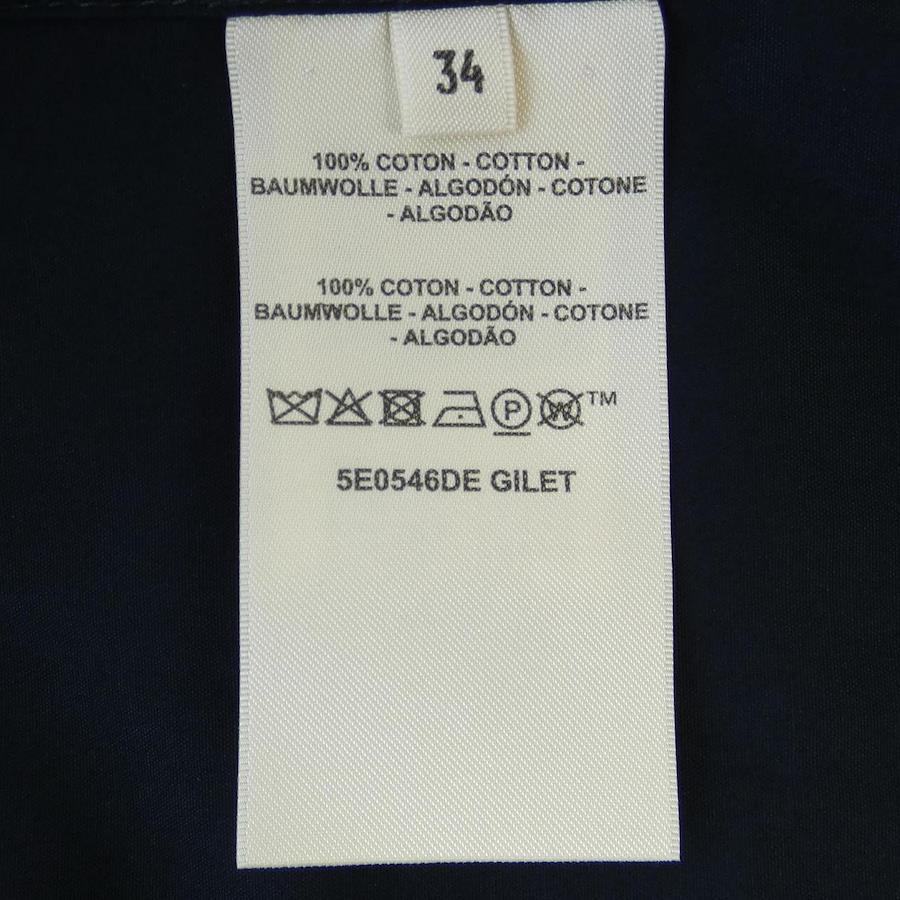 34
100% COTON - COTTON -
BAUMWOLLE - ALGODÓN - COTONE
- ALGODÃO
100% COTON - COTTON -
BAUMWOLLE - ALGODÓN - COTONE
- ALGODÃO
P W TM
5E0546DE GILET